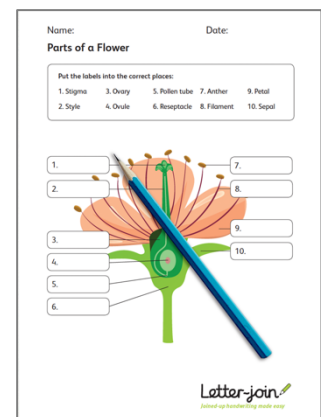 Name: Date:
Parts of a Flower
Put the labels into the correct places:
1. Stigma 3. Ovary 5. Pollen tube 7. Anther 9. Petal
2. Style 4. Ovule 6. Reseptacle 8. Filament 10. Sepal
1. 7.
2. 8.
3. 9.
4. 10.
5.
6.
Letter-join
Joined-up handwriting made easy